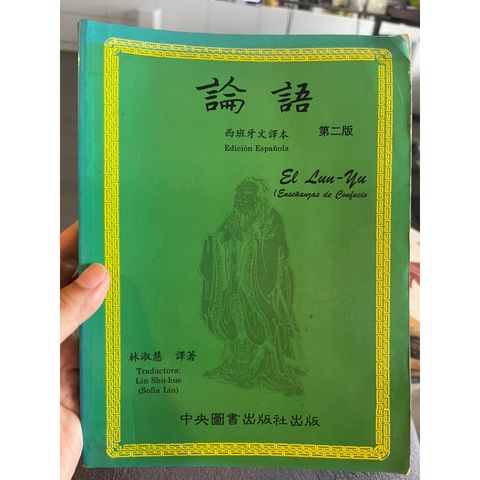 論語
西班牙文譯本 第二版
Edición Española
El Lun-Yu
(Enseñanzas de Confucio
林淑慧 譯著
Traductora:
Lin Shu-hue
(Sofia Lin)
中央圖書出版社出版